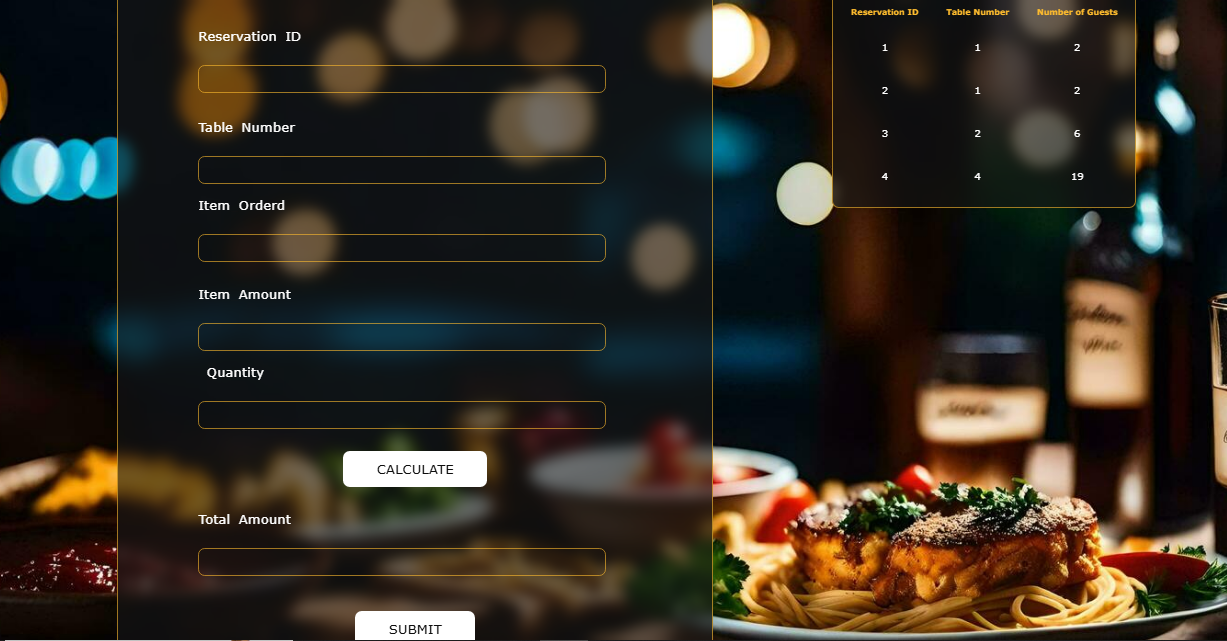 Reservation ID
Table Number
Item Orderd
Item Amount
Quantity
CALCULATE
Total Amount
SUBMIT
Reservation ID Table Number Number of Guests
1 1 2
2 1 2
3 2 6
4 4 19